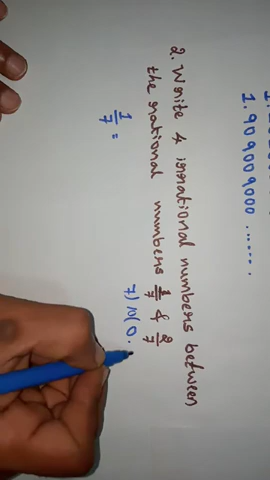 1.909009000.......
2. Write 4 irrational numbers between
the rational numbers 1/7 & 2/7
1/7 =
7)10(0.